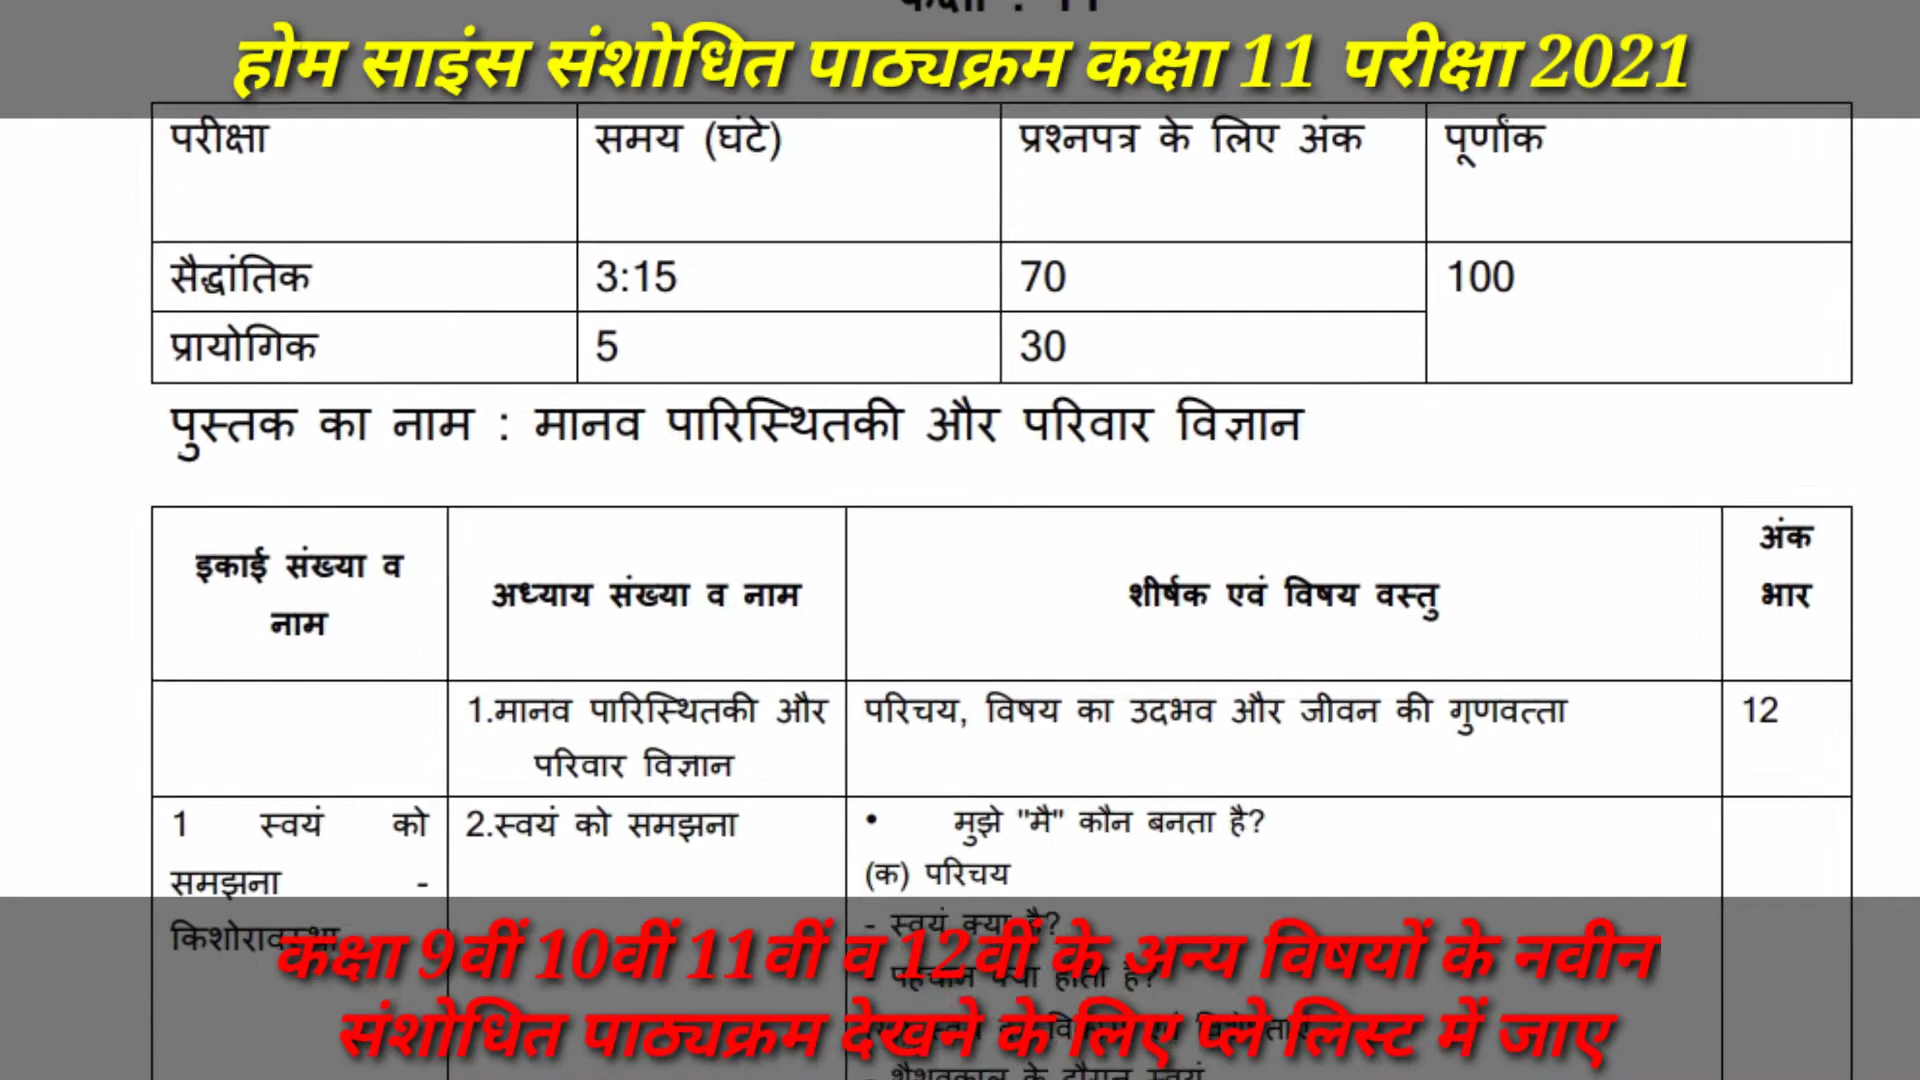 होम साइंस संशोधित पाठ्यक्रम कक्षा 11 परीक्षा 2021
परीक्षा समय (घंटे) प्रश्नपत्र के लिए अंक पूर्णांक
सैद्धांतिक 3:15 70 100
प्रायोगिक 5 30
पुस्तक का नाम : मानव पारिस्थितकी और परिवार विज्ञान
इकाई संख्या व नाम
अध्याय संख्या व नाम
शीर्षक एवं विषय वस्तु
अंक भार
1.मानव पारिस्थितकी और परिचय, विषय का उदभव और जीवन की गुणवत्ता 12
परिवार विज्ञान
1 स्वयं को 2.स्वयं को समझना • मुझे "मै" कौन बनता है?
(क) परिचय
समझना -
- स्वयं क्या है?
किशोरावस्था
कक्षा 9वीं 10वीं 11वीं व 12वीं के अन्य विषयों के नवीन
संशोधित पाठ्यक्रम देखने के लिए प्ले लिस्ट में जाए